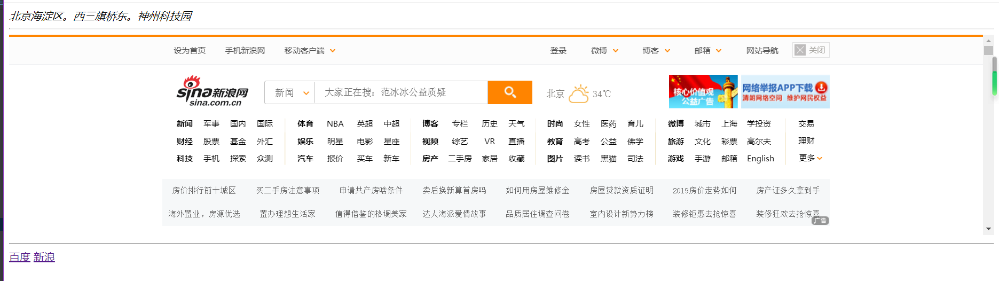 北京海淀区。西三旗桥东。神州科技园
设为首页 手机新浪网 移动客户端 登录 微博 博客 邮箱 网站导航 关闭
sina新浪网
sina.com.cn
新闻 大家正在搜：范冰冰公益质疑 北京 34℃
核心价值观
公益广告
网络举报APP下载
清朗网络空间 维护网民权益
新闻 军事 国内 国际 体育 NBA 英超 中超 博客 专栏 历史 天气 时尚 女性 医药 育儿 微博 城市 上海 学投资 交易
财经 股票 基金 外汇 娱乐 明星 电影 星座 视频 综艺 VR 直播 教育 高考 公益 佛学 旅游 文化 彩票 高尔夫 理财
科技 手机 探索 众测 汽车 报价 买车 新车 房产 二手房 家居 收藏 图片 读书 黑猫 司法 游戏 手游 邮箱 English 更多
房价排行前十城区 买二手房注意事项 申请共产房啥条件 卖后换新算首房吗 如何用房屋维修金 房屋贷款资质证明 2019房价走势如何 房产证多久拿到手
海外置业，房源优选 置办理想生活家 值得借鉴的格调美家 达人海派爱情故事 品质居住调查问卷 室内设计新势力榜 装修钜惠去抢惊喜 装修狂欢去抢惊喜
广告
百度 新浪